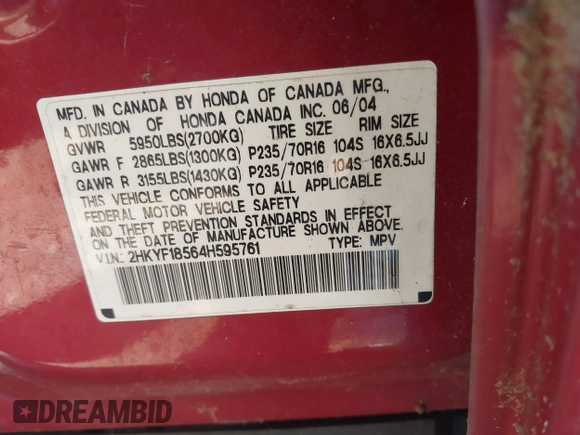 MFD. IN CANADA BY HONDA OF CANADA MFG.,
A DIVISION OF HONDA CANADA INC. 06/04
GVWR 5950LBS(2700KG) TIRE SIZE RIM SIZE
GAWR F 2865LBS(1300KG) P235/70R16 104S 16X6.5JJ
GAWR R 3155LBS(1430KG) P235/70R16 104S 16X6.5JJ
THIS VEHICLE CONFORMS TO ALL APPLICABLE
FEDERAL MOTOR VEHICLE SAFETY
AND THEFT PREVENTION STANDARDS IN EFFECT
ON THE DATE OF MANUFACTURE SHOWN ABOVE.
V.I.N.: 2HKYF18564H595761 TYPE: MPV
DREAMBID